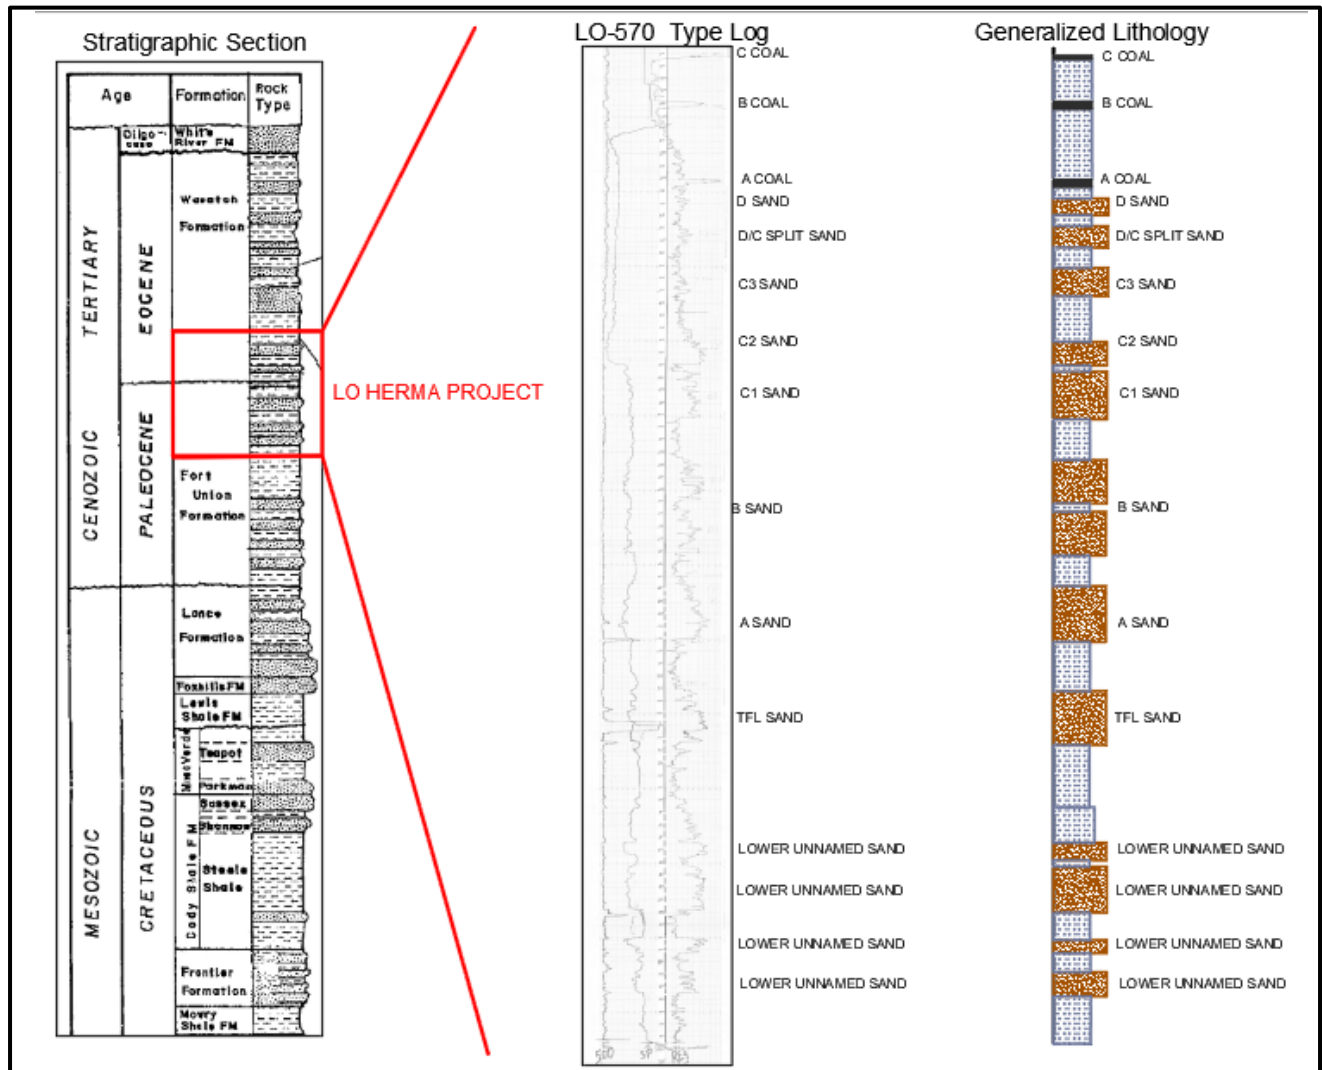 Stratigraphic Section
Age
Formation
Rock
Type
TERTIARY
CENOZOIC
MESOZOIC
Oligo-
cene
EOCENE
PALEOCENE
CRETACEOUS
White
River FM
Wasatch
Formation
Fort
Union
Formation
Lance
Formation
Foxhills FM
Lewis
Shale FM
MesaVerde
Teapot
Parkman
Cody Shale FM
Sussex
Shannon
Steele
Shale
Frontier
Formation
Mowry
Shale FM
LO HERMA PROJECT
LO-570 Type Log
C COAL
B COAL
A COAL
D SAND
D/C SPLIT SAND
C3 SAND
C2 SAND
C1 SAND
B SAND
A SAND
TFL SAND
LOWER UNNAMED SAND
LOWER UNNAMED SAND
LOWER UNNAMED SAND
LOWER UNNAMED SAND
SP
RES
Generalized Lithology
C COAL
B COAL
A COAL
D SAND
D/C SPLIT SAND
C3 SAND
C2 SAND
C1 SAND
B SAND
A SAND
TFL SAND
LOWER UNNAMED SAND
LOWER UNNAMED SAND
LOWER UNNAMED SAND
LOWER UNNAMED SAND